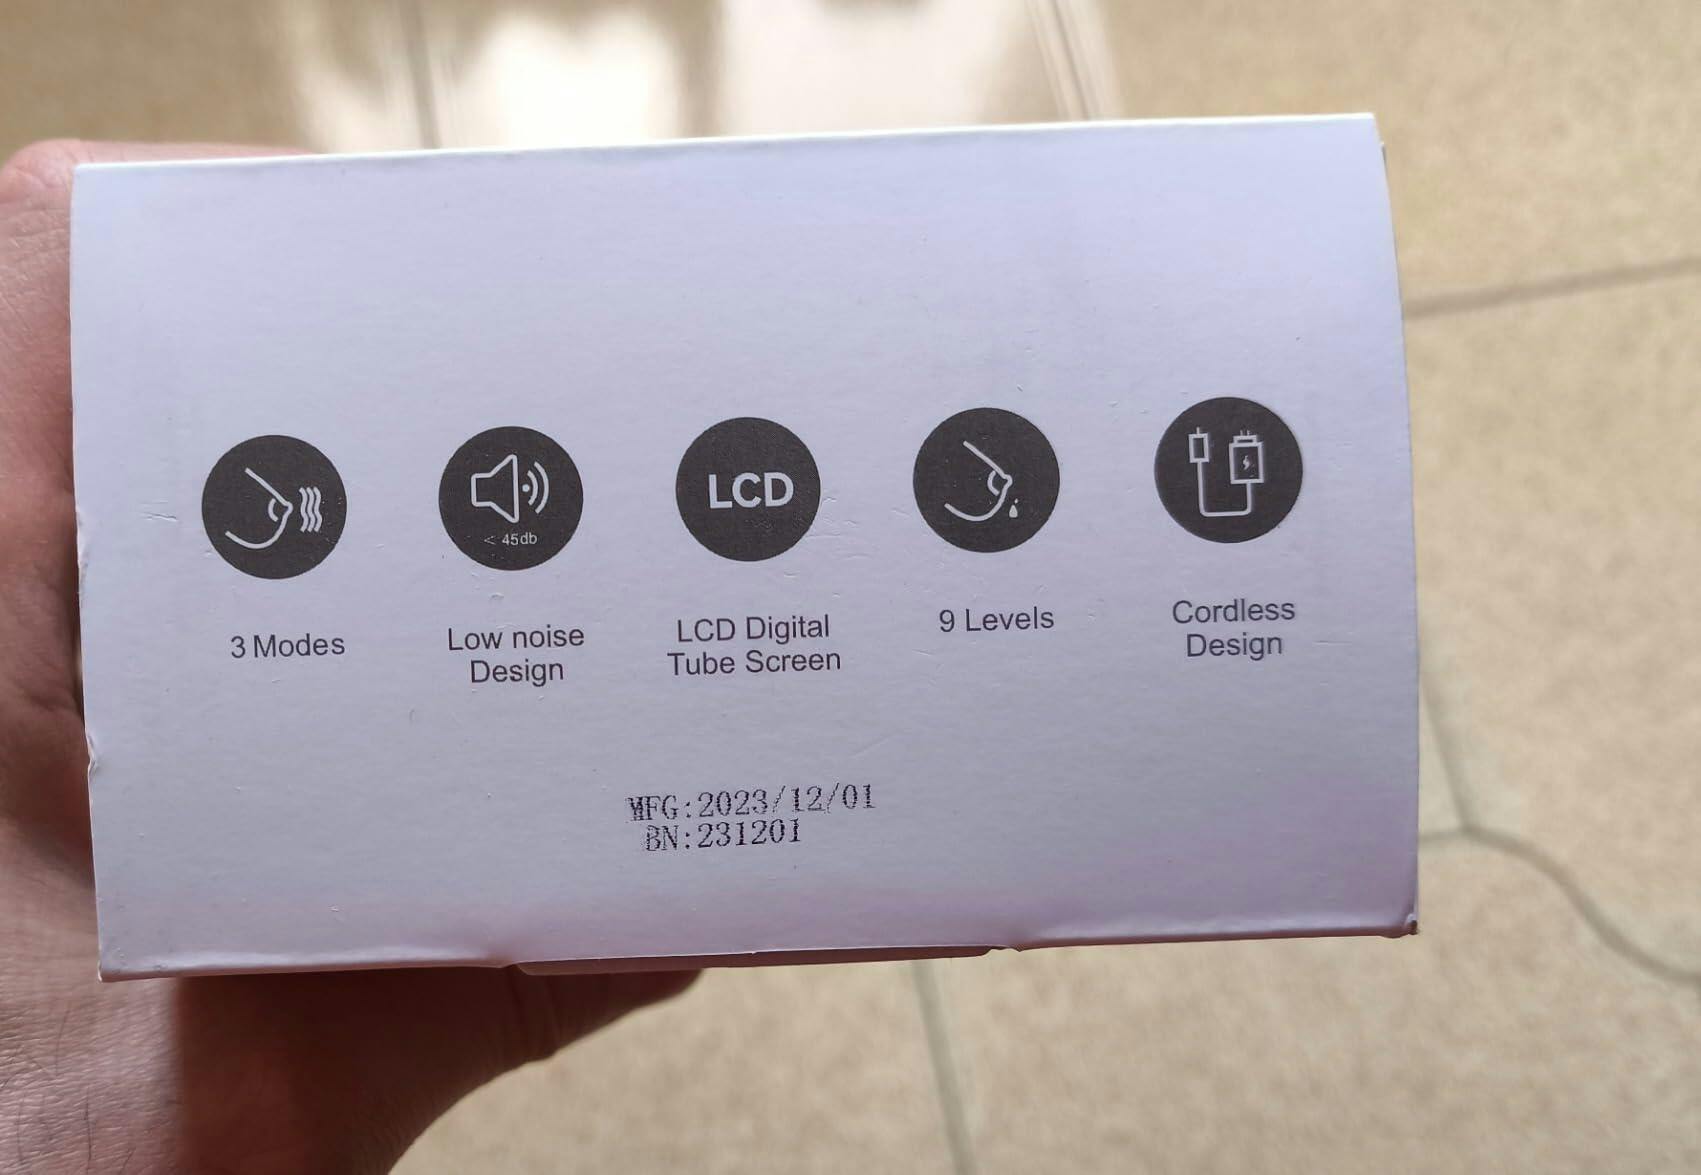 < 45db
LCD
3 Modes
Low noise
Design
LCD Digital
Tube Screen
9 Levels
Cordless
Design
MFG:2023/12/01
BN:231201